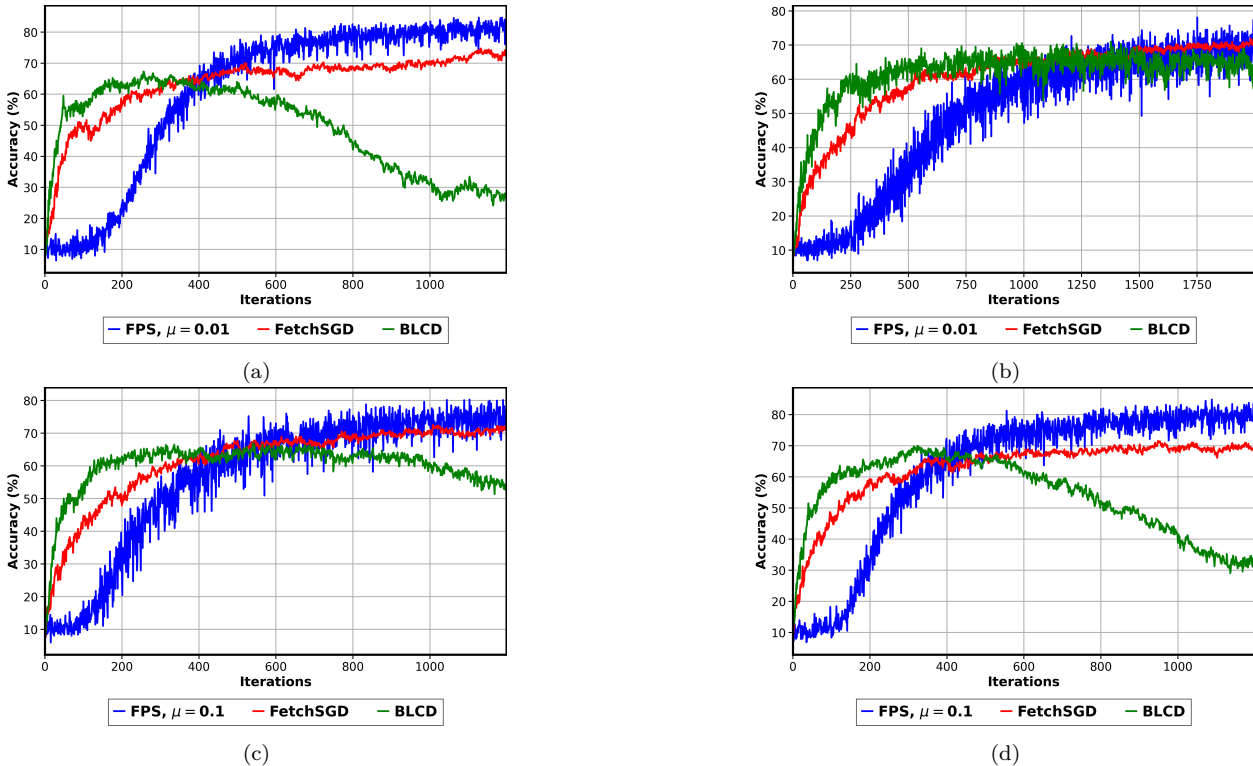 80
70
60
50
40
30
20
10
Accuracy (%)
0 200 400 600 800 1000
Iterations
FPS, μ = 0.01 FetchSGD BLCD
(a)
80
70
60
50
40
30
20
10
Accuracy (%)
0 250 500 750 1000 1250 1500 1750
Iterations
FPS, μ = 0.01 FetchSGD BLCD
(b)
80
70
60
50
40
30
20
10
Accuracy (%)
0 200 400 600 800 1000
Iterations
FPS, μ = 0.1 FetchSGD BLCD
(c)
80
70
60
50
40
30
20
10
Accuracy (%)
0 200 400 600 800 1000
Iterations
FPS, μ = 0.1 FetchSGD BLCD
(d)